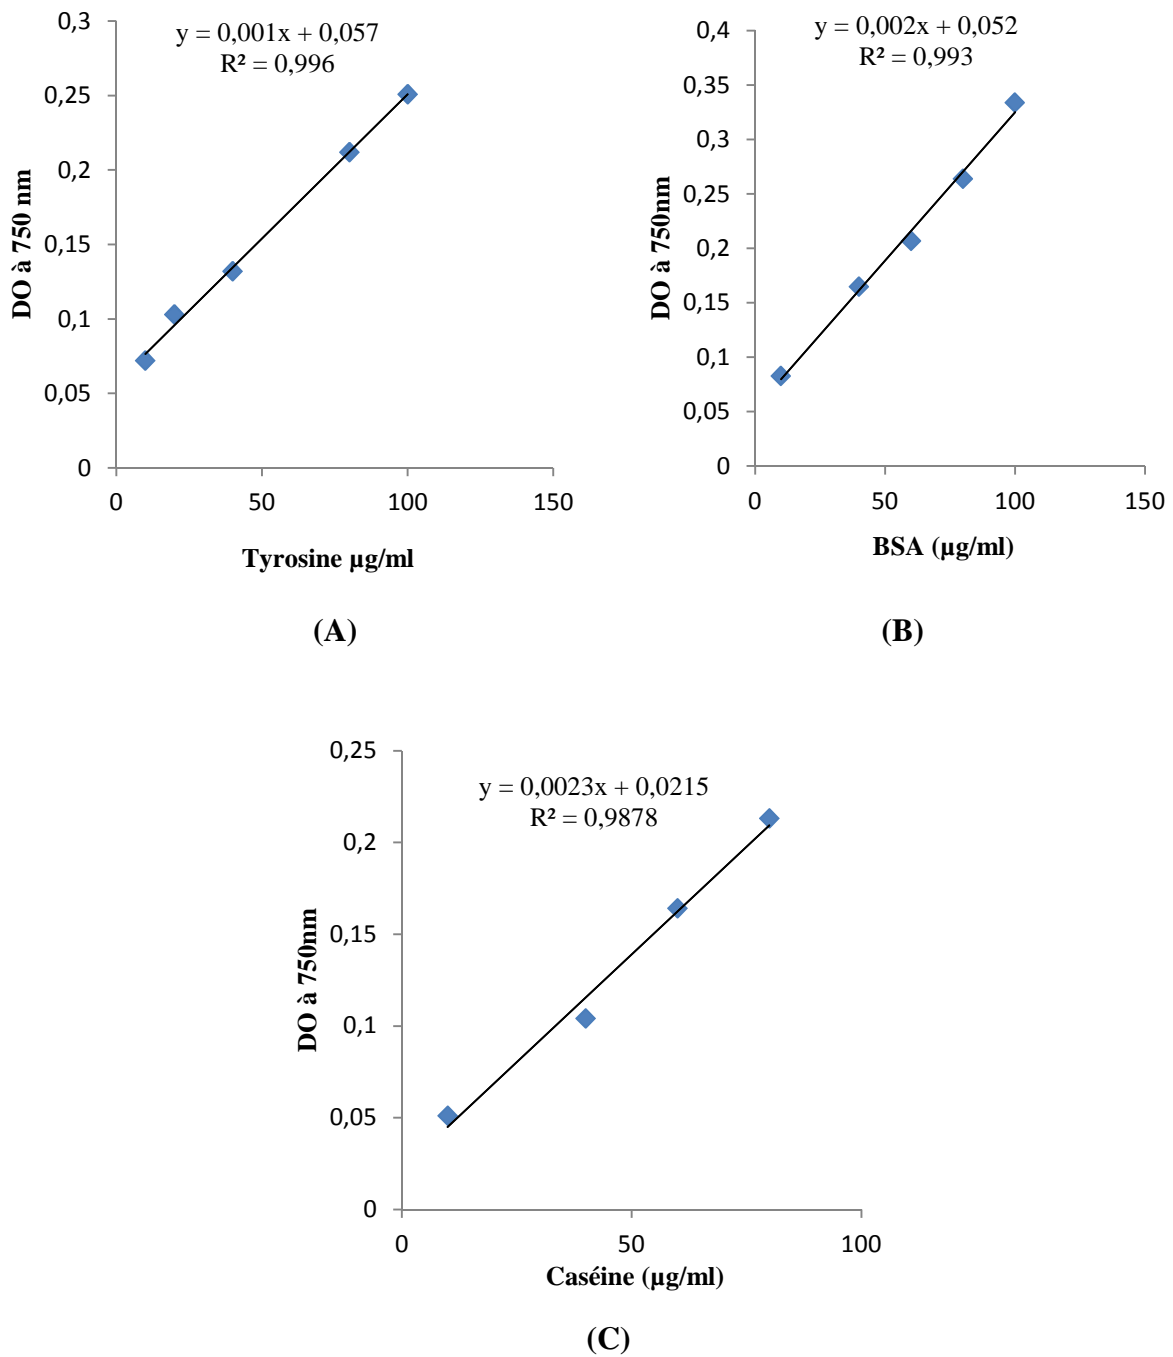 y = 0,001x + 0,057
R² = 0,996
0,3
0,25
0,2
0,15
0,1
0,05
0
0 50 100 150
DO à 750 nm
Tyrosine µg/ml
(A)
y = 0,002x + 0,052
R² = 0,993
0,4
0,35
0,3
0,25
0,2
0,15
0,1
0,05
0
0 50 100 150
DO à 750nm
BSA (µg/ml)
(B)
y = 0,0023x + 0,0215
R² = 0,9878
0,25
0,2
0,15
0,1
0,05
0
0 50 100
DO à 750nm
Caséine (µg/ml)
(C)